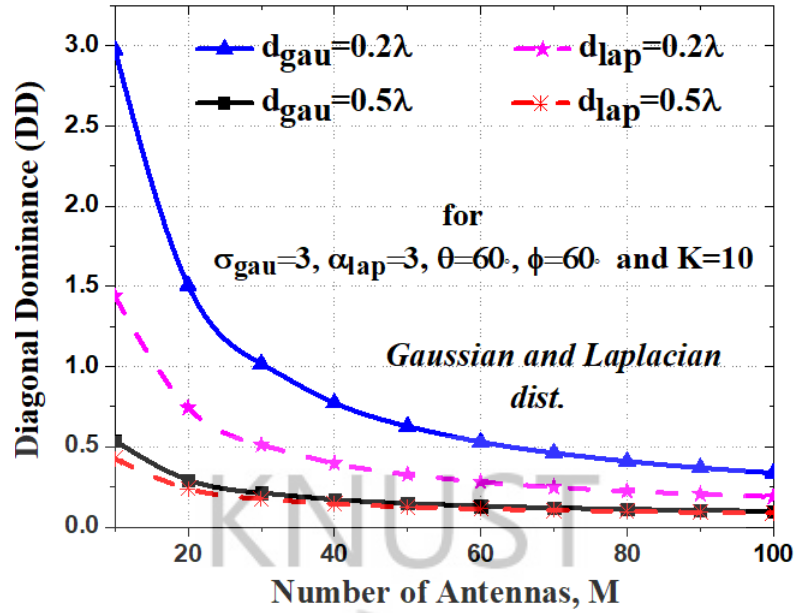 3.0
2.5
2.0
1.5
1.0
0.5
0.0
Diagonal Dominance (DD)
dgau=0.2λ
dlap=0.2λ
dgau=0.5λ
dlap=0.5λ
for
σgau=3, αlap=3, θ=60°, ϕ=60° and K=10
Gaussian and Laplacian
dist.
KNUST
20
40
60
80
100
Number of Antennas, M